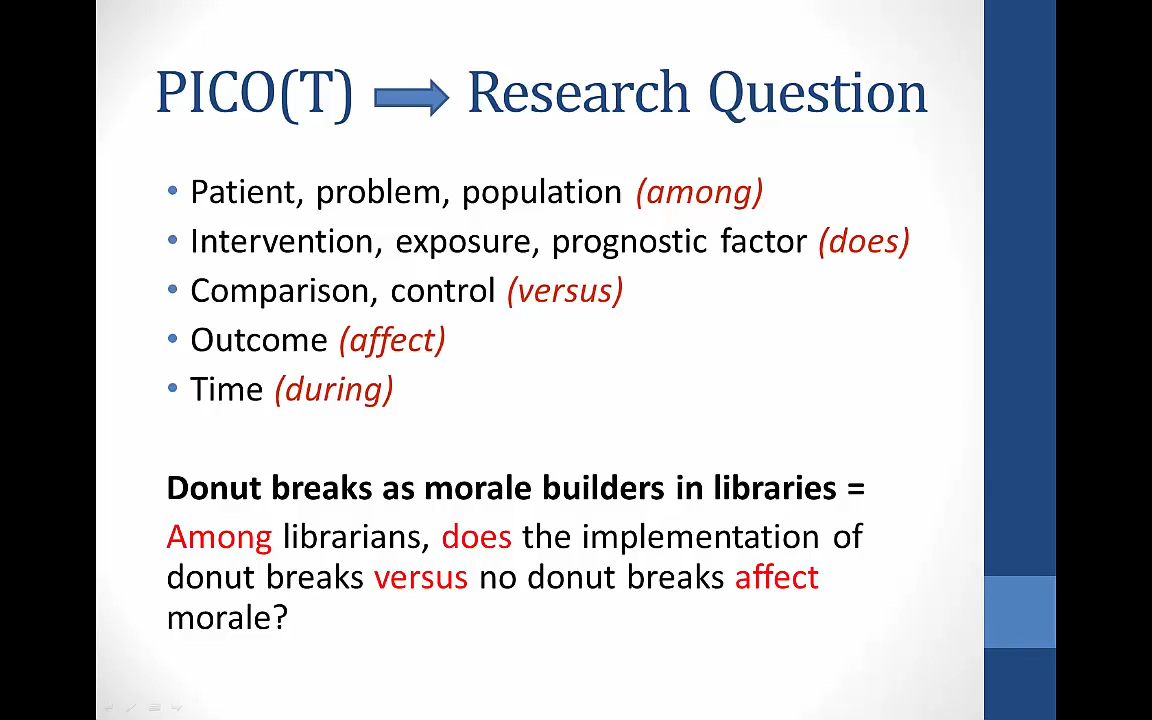 PICO(T) Research Question
• Patient, problem, population (among)
• Intervention, exposure, prognostic factor (does)
• Comparison, control (versus)
• Outcome (affect)
• Time (during)
Donut breaks as morale builders in libraries =
Among librarians, does the implementation of
donut breaks versus no donut breaks affect
morale?